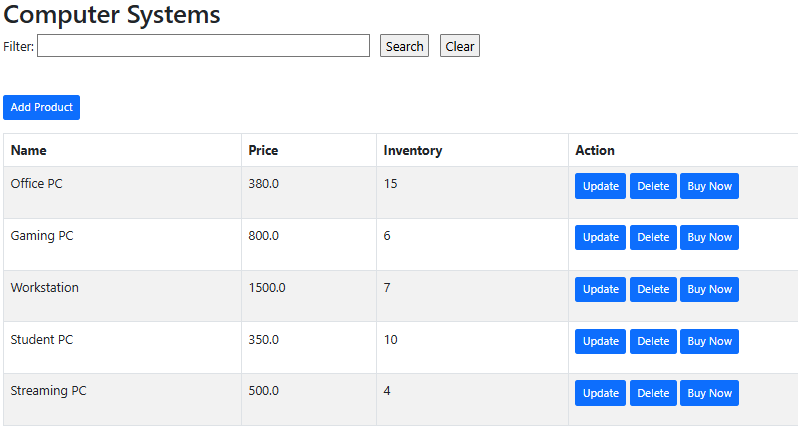 Computer Systems
Filter: Search Clear
Add Product
Name Price Inventory Action
Office PC 380.0 15 Update Delete Buy Now
Gaming PC 800.0 6 Update Delete Buy Now
Workstation 1500.0 7 Update Delete Buy Now
Student PC 350.0 10 Update Delete Buy Now
Streaming PC 500.0 4 Update Delete Buy Now